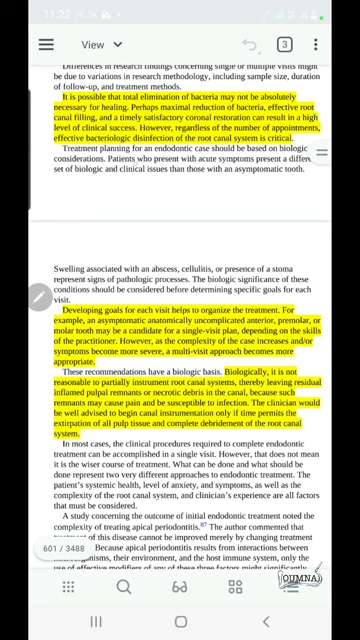 11:22
View
3
Differences in research findings concerning single or multiple visits might
be due to variations in research methodology, including sample size, duration
of follow-up, and treatment methods.
It is possible that total elimination of bacteria may not be absolutely
necessary for healing. Perhaps maximal reduction of bacteria, effective root
canal filling, and a timely satisfactory coronal restoration can result in a high
level of clinical success. However, regardless of the number of appointments,
effective bacteriologic disinfection of the root canal system is critical.
Treatment planning for an endodontic case should be based on biologic
considerations. Patients who present with acute symptoms present a differe
set of biologic and clinical issues than those with an asymptomatic tooth.
Swelling associated with an abscess, cellulitis, or presence of a stoma
represent signs of pathologic processes. The biologic significance of these
conditions should be considered before determining specific goals for each
visit.
Developing goals for each visit helps to organize the treatment. For
example, an asymptomatic anatomically uncomplicated anterior, premolar, or
molar tooth may be a candidate for a single-visit plan, depending on the skills
of the practitioner. However, as the complexity of the case increases and/or
symptoms become more severe, a multi-visit approach becomes more
appropriate.
These recommendations have a biologic basis. Biologically, it is not
reasonable to partially instrument root canal systems, thereby leaving residual
inflamed pulpal remnants or necrotic debris in the canal, because such
remnants may cause pain and be susceptible to infection. The clinician would
be well advised to begin canal instrumentation only if time permits the
extirpation of all pulp tissue and complete debridement of the root canal
system.
In most cases, the clinical procedures required to complete endodontic
treatment can be accomplished in a single visit. However, that does not mean
it is the wiser course of treatment. What can be done and what should be
done represent two very different approaches to endodontic treatment. The
patient's systemic health, level of anxiety, and symptoms, as well as the
complexity of the root canal system, and clinician's experience are all factors
that must be considered.
A study concerning the outcome of initial endodontic treatment noted the
complexity of treating apical periodontitis.87 The author commented that
treatment of this disease cannot be improved merely by changing treatment
601 / 3488
Because apical periodontitis results from interactions between
microorganisms, their environment, and the host immune system, only the
use of effective modifiers of any of these three factors might significantly
OUMNA